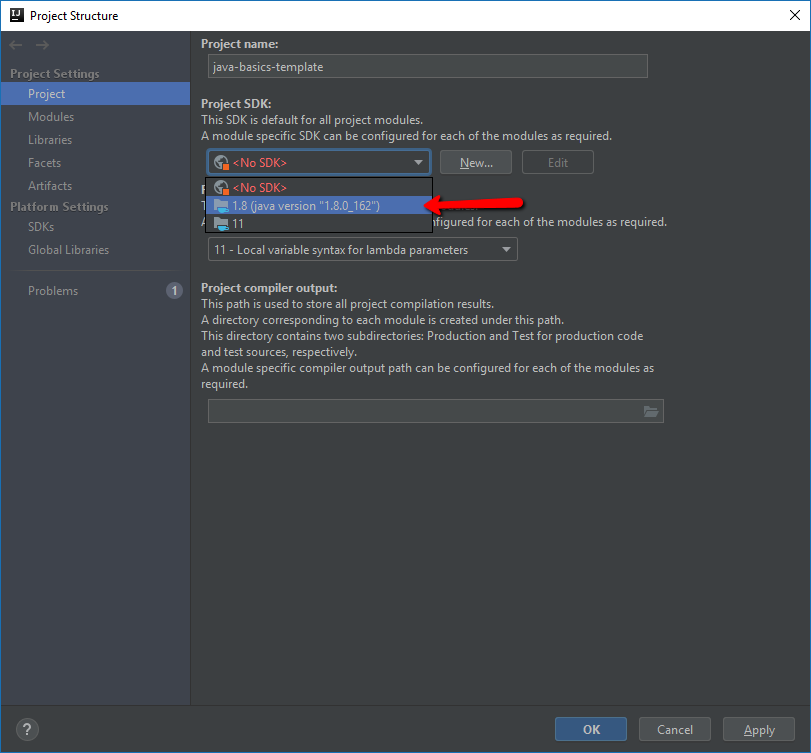 IJ
Project Structure
Project name:
java-basics-template
Project Settings
Project
Modules
Libraries
Facets
Artifacts
Platform Settings
SDKs
Global Libraries
Problems
1
Project SDK:
This SDK is default for all project modules.
A module specific SDK can be configured for each of the modules as required.
<No SDK>
New...
Edit
<No SDK>
1.8 (java version "1.8.0_162")
11
figured for each of the modules as required.
11 - Local variable syntax for lambda parameters
Project compiler output:
This path is used to store all project compilation results.
A directory corresponding to each module is created under this path.
This directory contains two subdirectories: Production and Test for production code
and test sources, respectively.
A module specific compiler output path can be configured for each of the modules as
required.
?
OK
Cancel
Apply